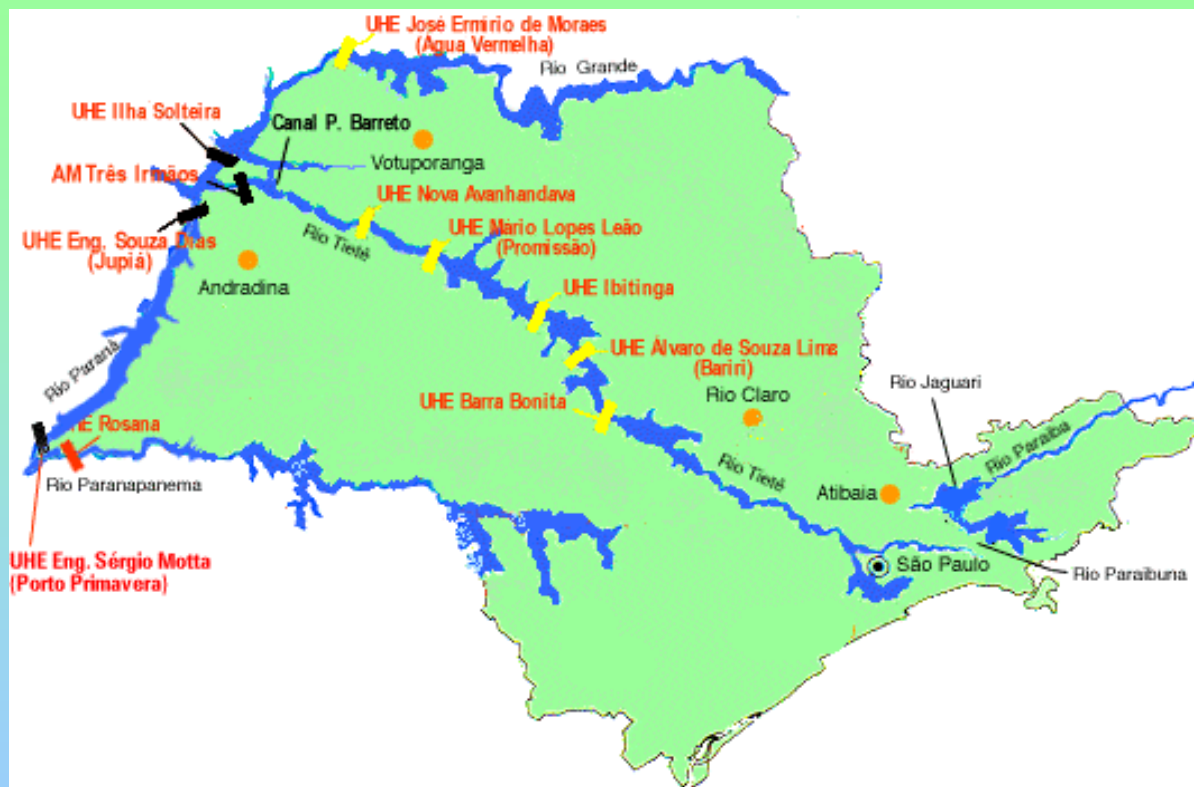 UHE José Ermírio de Moraes
(Água Vermelha)
Rio Grande
UHE Ilha Solteira
Canal P. Barreto
Votuporanga
AM Três Irmãos
UHE Nova Avanhandava
UHE Mário Lopes Leão
(Promissão)
Rio Tietê
UHE Eng. Souza Dias
(Jupiá)
Andradina
UHE Ibitinga
UHE Álvaro de Souza Lima
(Bariri)
Rio Paraná
UHE Barra Bonita
Rio Claro
Rio Jaguari
HE Rosana
Rio Paraíba
Rio Tietê
Rio Paranapanema
Atibaia
UHE Eng. Sérgio Motta
(Porto Primavera)
São Paulo
Rio Paraibuna